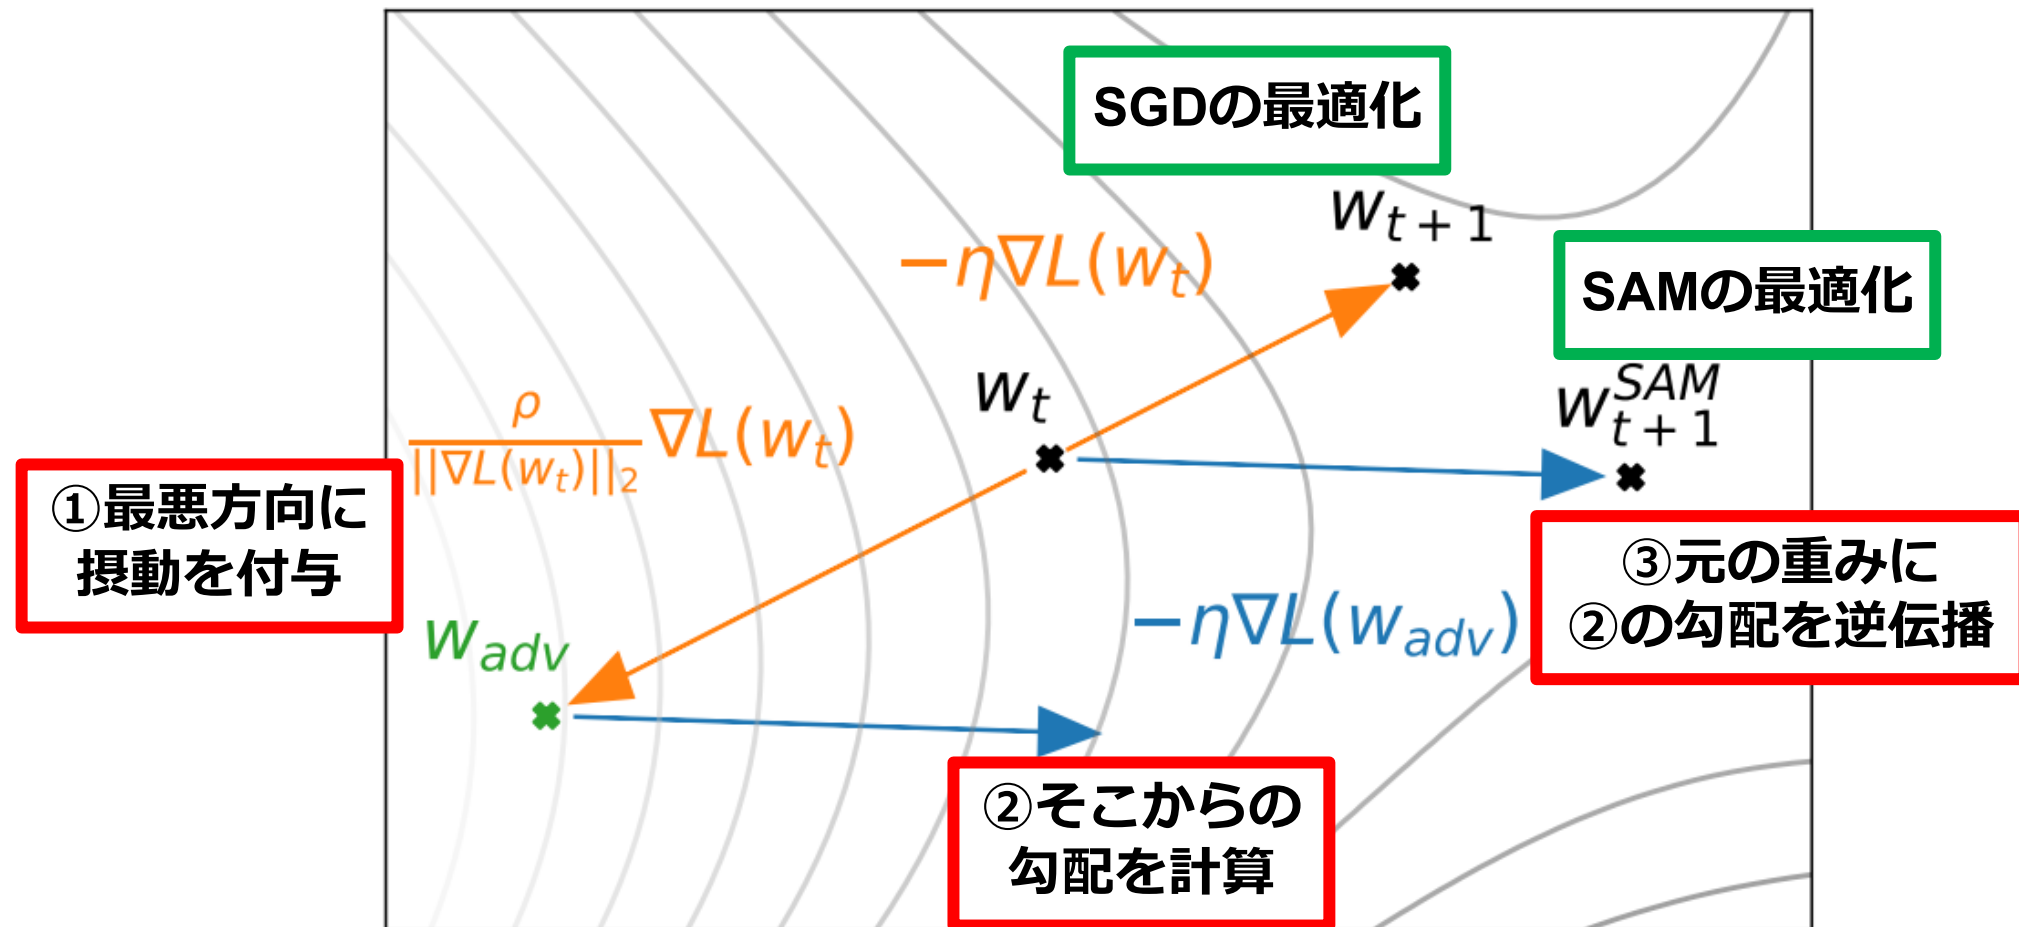 SGDの最適化
w_{t+1}
−η∇L(w_t)
SAMの最適化
w_{t+1}^{SAM}
w_t
ρ/||∇L(w_t)||_2 ∇L(w_t)
①最悪方向に
摂動を付与
③元の重みに
②の勾配を逆伝播
−η∇L(w_{adv})
w_{adv}
②そこからの
勾配を計算